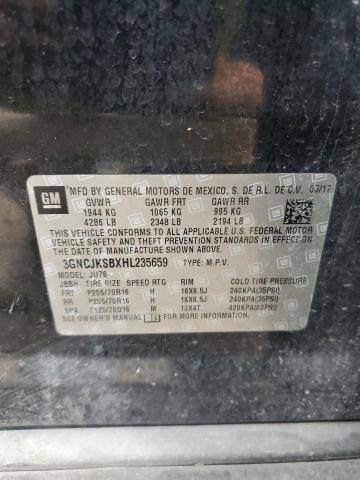 GM
MFD BY GENERAL MOTORS DE MEXICO, S. DE R.L. DE C.V. 03/17
GVWR GAWR FRT GAWR RR
1944 KG 1065 KG 995 KG
4286 LB 2348 LB 2194 LB
THIS VEHICLE CONFORMS TO ALL APPLICABLE U.S. FEDERAL MOTOR
VEHICLE SAFETY, BUMPER, AND THEFT PREVENTION STANDARDS
IN EFFECT ON THE DATE OF MANUFACTURE SHOWN ABOVE.
3GNCJKSBXHL235659 TYPE: M.P.V.
MODEL: JU76
JBBH TIRE SIZE SPEED RTG RIM COLD TIRE PRESSURE
FRT P205/70R16 H 16X6.5J 240KPA(35PSI)
RR P205/70R16 H 16X6.5J 240KPA(35PSI)
SPA T125/70D16 M 16X4T 420KPA(60PSI)
SEE OWNER'S MANUAL FOR ADDITIONAL INFORMATION.